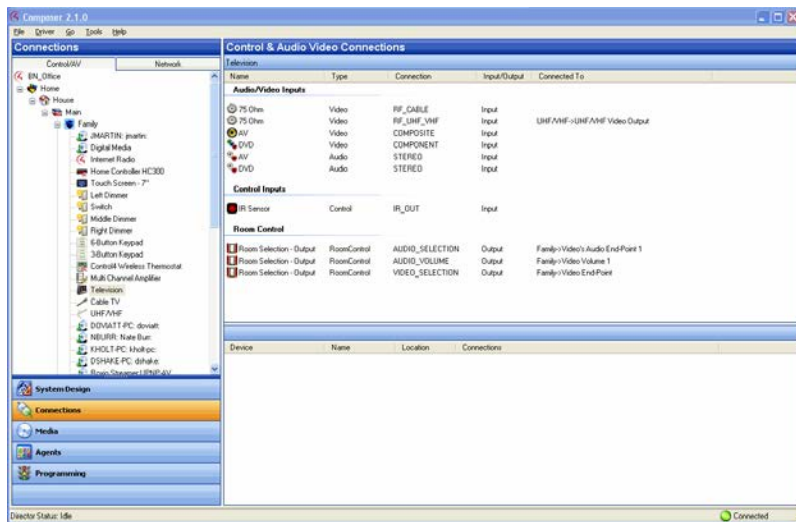 Composer 2.1.0
File Driver Go Tools Help
Connections
Control/AV Network
EN_Office
Home
House
Main
Family
JMARTIN: jmartin:
Digital Media
Internet Radio
Home Controller HC300
Touch Screen - 7"
Left Dimmer
Switch
Middle Dimmer
Right Dimmer
6-Button Keypad
3-Button Keypad
Control4 Wireless Thermostat
Multi Channel Amplifier
Television
Cable TV
UHF/VHF
DOVIATT-PC: doviatt:
NBURR: Nate Burr:
KHOLT-PC: kholt-pc:
DSHAKE-PC: dshake:
Roxio Streamer UPNP-AV
System Design
Connections
Media
Agents
Programming
Control & Audio Video Connections
Television
Name Type Connection Input/Output Connected To
Audio/Video Inputs
75 Ohm Video RF_CABLE Input
75 Ohm Video RF_UHF_VHF Input UHF/VHF->UHF/VHF Video Output
AV Video COMPOSITE Input
DVD Video COMPONENT Input
AV Audio STEREO Input
DVD Audio STEREO Input
Control Inputs
IR Sensor Control IR_OUT Input
Room Control
Room Selection - Output RoomControl AUDIO_SELECTION Output Family->Video's Audio End-Point 1
Room Selection - Output RoomControl AUDIO_VOLUME Output Family->Video Volume 1
Room Selection - Output RoomControl VIDEO_SELECTION Output Family->Video End-Point
Device Name Location Connections
Director Status: Idle Connected